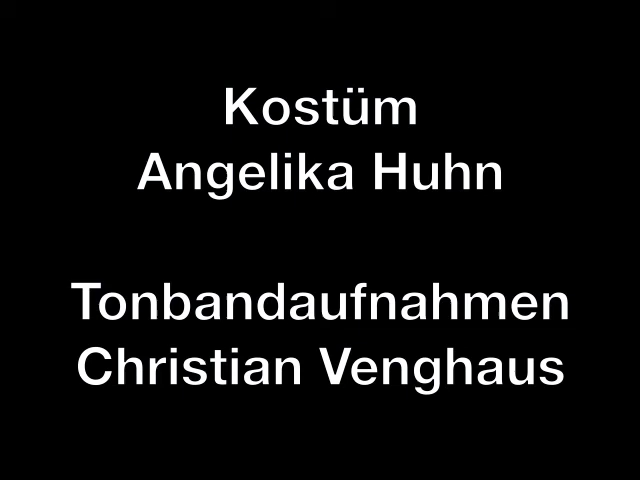 Kostüm
Angelika Huhn
Tonbandaufnahmen
Christian Venghaus